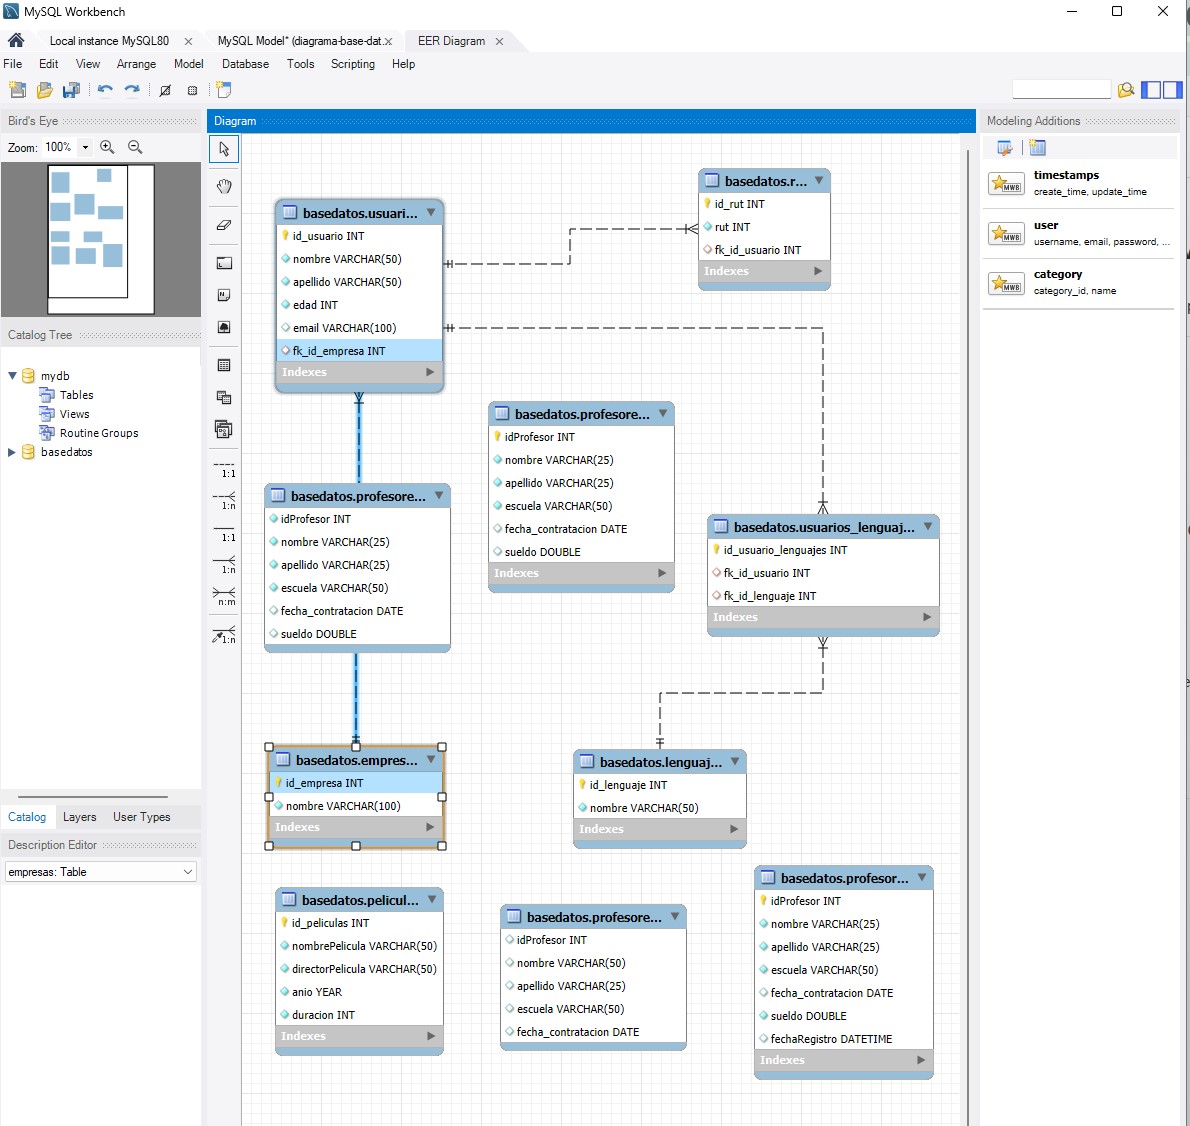 MySQL Workbench
Local instance MySQL80
MySQL Model* (diagrama-base-dat...
EER Diagram
File Edit View Arrange Model Database Tools Scripting Help
Bird's Eye
Zoom: 100%
Catalog Tree
mydb
Tables
Views
Routine Groups
basedatos
Catalog Layers User Types
Description Editor
empresas: Table
Diagram
1:1
1:n
1:1
1:n
n:m
1:n
basedatos.usuari...
id_usuario INT
nombre VARCHAR(50)
apellido VARCHAR(50)
edad INT
email VARCHAR(100)
fk_id_empresa INT
Indexes
basedatos.r...
id_rut INT
rut INT
fk_id_usuario INT
Indexes
basedatos.profesore...
idProfesor INT
nombre VARCHAR(25)
apellido VARCHAR(25)
escuela VARCHAR(50)
fecha_contratacion DATE
sueldo DOUBLE
Indexes
basedatos.profesore...
idProfesor INT
nombre VARCHAR(25)
apellido VARCHAR(25)
escuela VARCHAR(50)
fecha_contratacion DATE
sueldo DOUBLE
basedatos.usuarios_lenguaj...
id_usuario_lenguajes INT
fk_id_usuario INT
fk_id_lenguaje INT
Indexes
basedatos.empres...
id_empresa INT
nombre VARCHAR(100)
Indexes
basedatos.lenguaj...
id_lenguaje INT
nombre VARCHAR(50)
Indexes
basedatos.pelicul...
id_peliculas INT
nombrePelicula VARCHAR(50)
directorPelicula VARCHAR(50)
anio YEAR
duracion INT
Indexes
basedatos.profesore...
idProfesor INT
nombre VARCHAR(50)
apellido VARCHAR(25)
escuela VARCHAR(50)
fecha_contratacion DATE
basedatos.profesor...
idProfesor INT
nombre VARCHAR(25)
apellido VARCHAR(25)
escuela VARCHAR(50)
fecha_contratacion DATE
sueldo DOUBLE
fechaRegistro DATETIME
Indexes
Modeling Additions
MWB
timestamps
create_time, update_time
MWB
user
username, email, password, ...
MWB
category
category_id, name